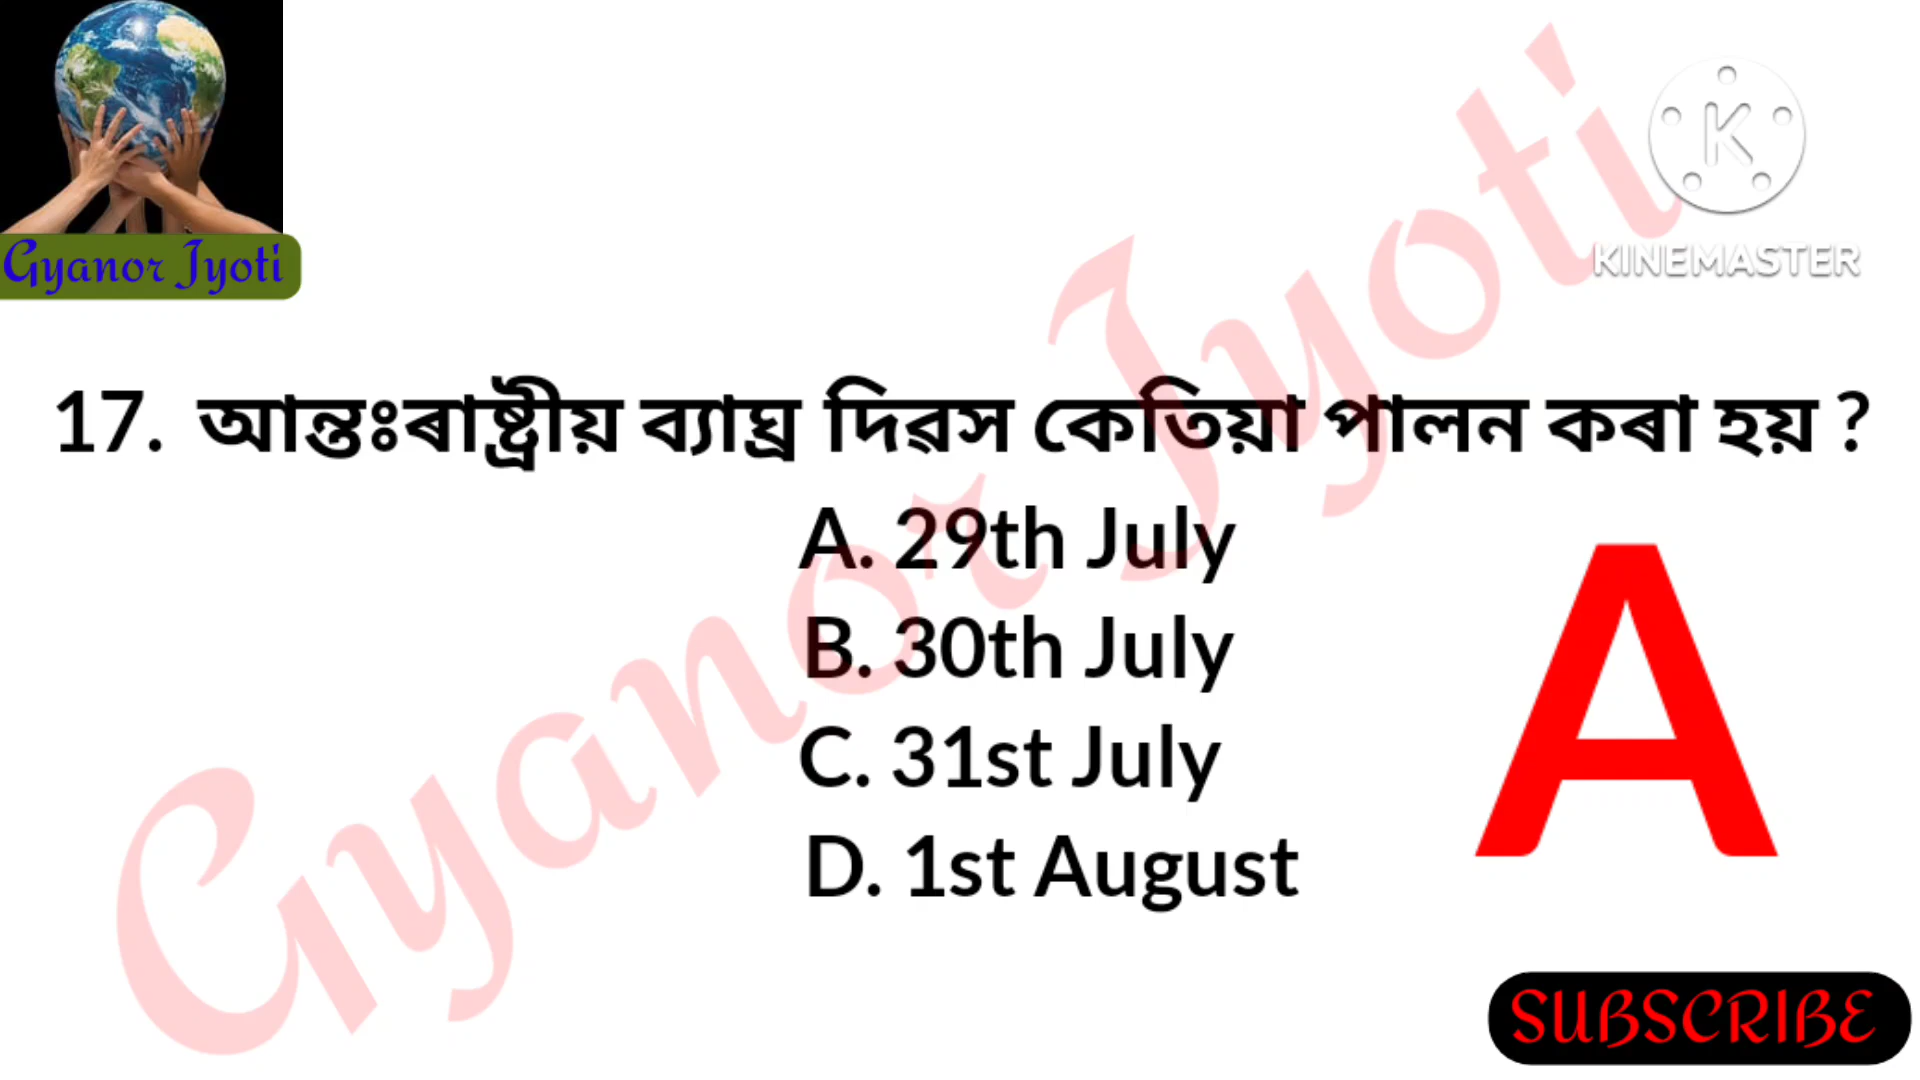 Gyanor Jyoti
K
KINEMASTER
17. আন্তঃৰাষ্ট্ৰীয় ব্যাঘ্ৰ দিৱস কেতিয়া পালন কৰা হয় ?
A. 29th July
B. 30th July
C. 31st July
D. 1st August
A
Gyanor Jyoti
SUBSCRIBE